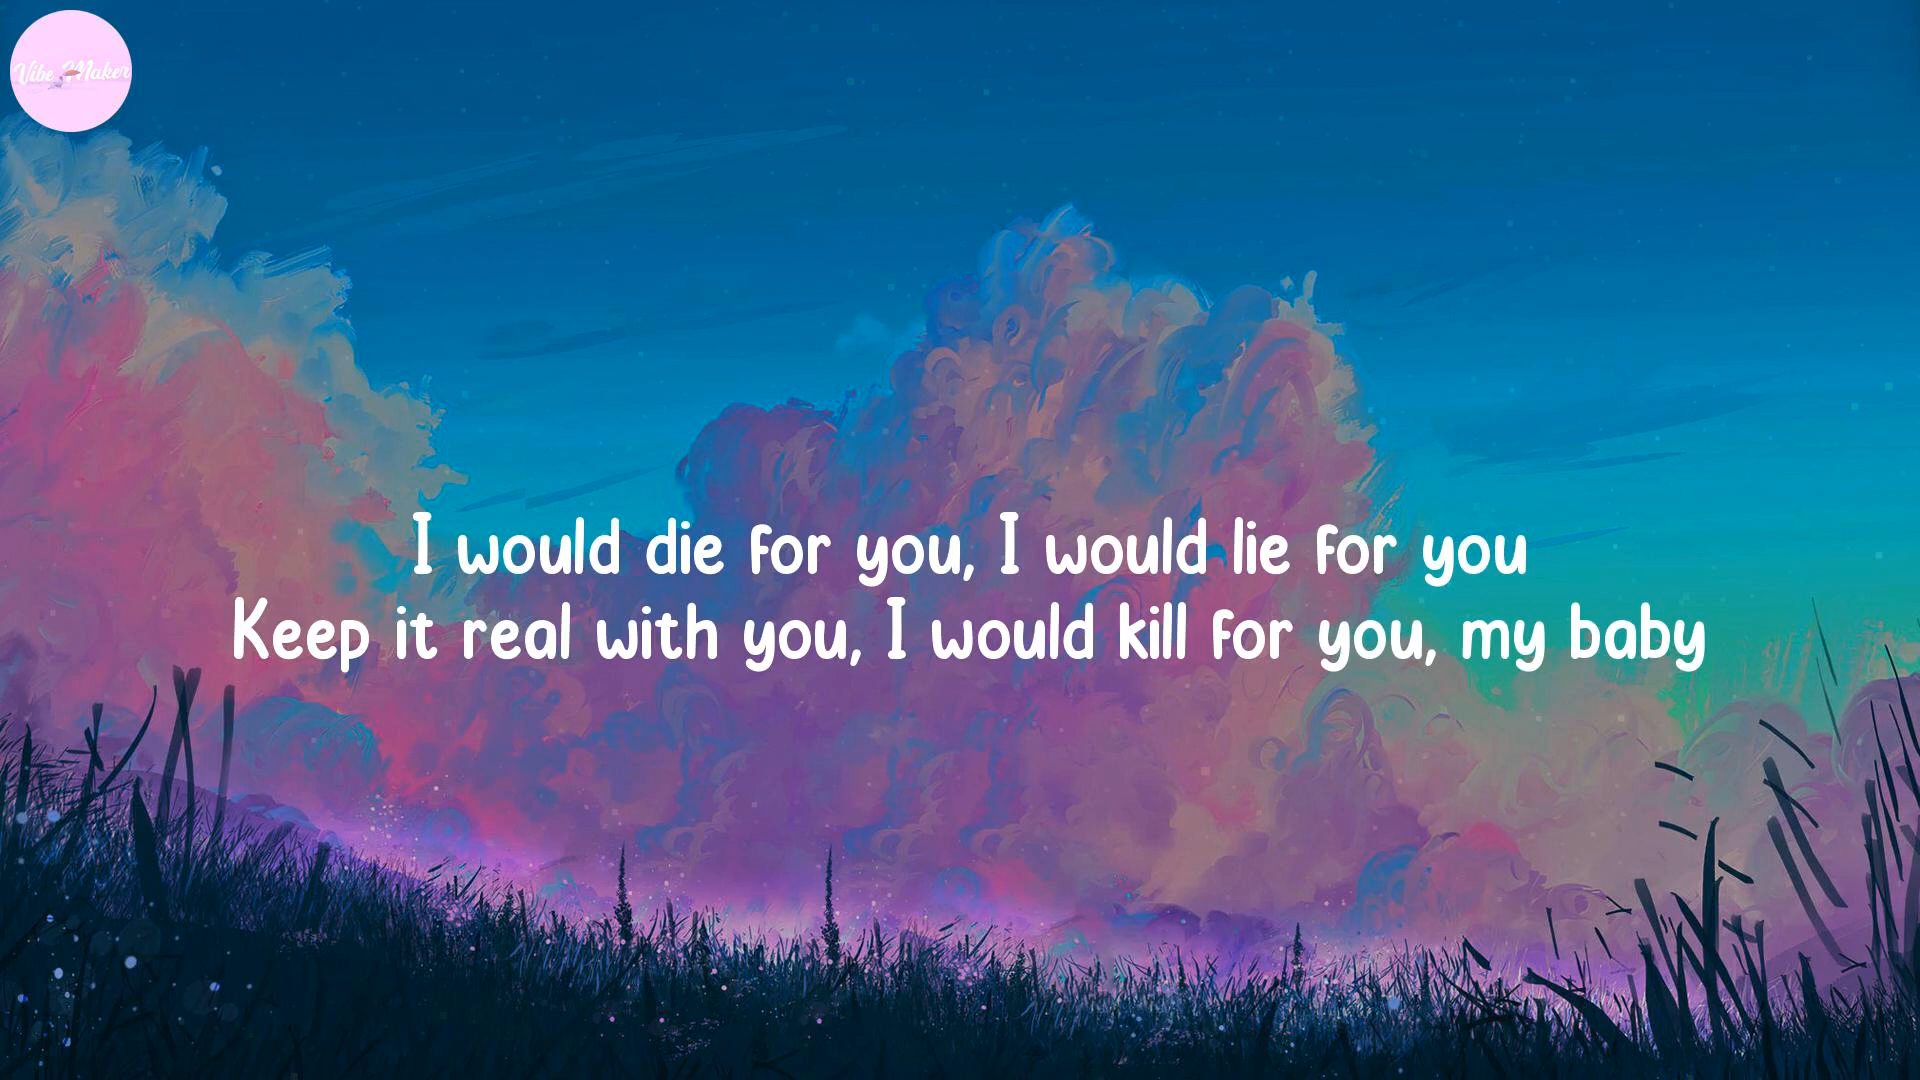 Vibe Maker
I would die for you, I would lie for you
Keep it real with you, I would kill for you, my baby